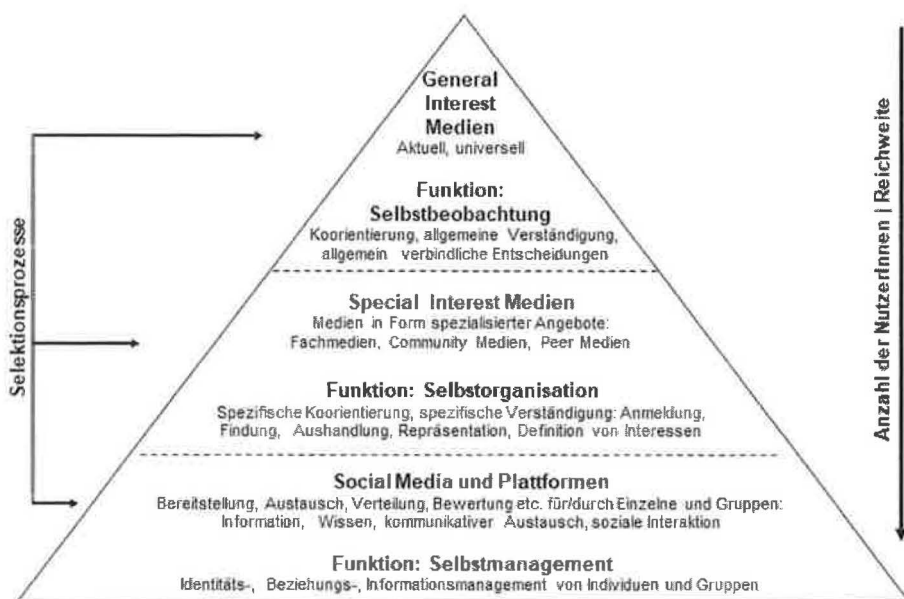 General
Interest
Medien
Aktuell, universell
Funktion:
Selbstbeobachtung
Koorientierung, allgemeine Verständigung,
allgemein verbindliche Entscheidungen
Special Interest Medien
Medien in Form spezialisierter Angebote:
Fachmedien, Community Medien, Peer Medien
Funktion: Selbstorganisation
Spezifische Koorientierung, spezifische Verständigung: Anmeldung,
Findung, Aushandlung, Repräsentation, Definition von Interessen
Social Media und Plattformen
Bereitstellung, Austausch, Verteilung, Bewertung etc. für/durch Einzelne und Gruppen:
Information, Wissen, kommunikativer Austausch, soziale Interaktion
Funktion: Selbstmanagement
Identitäts-, Beziehungs-, Informationsmanagement von Individuen und Gruppen
Selektionsprozesse
Anzahl der NutzerInnen | Reichweite